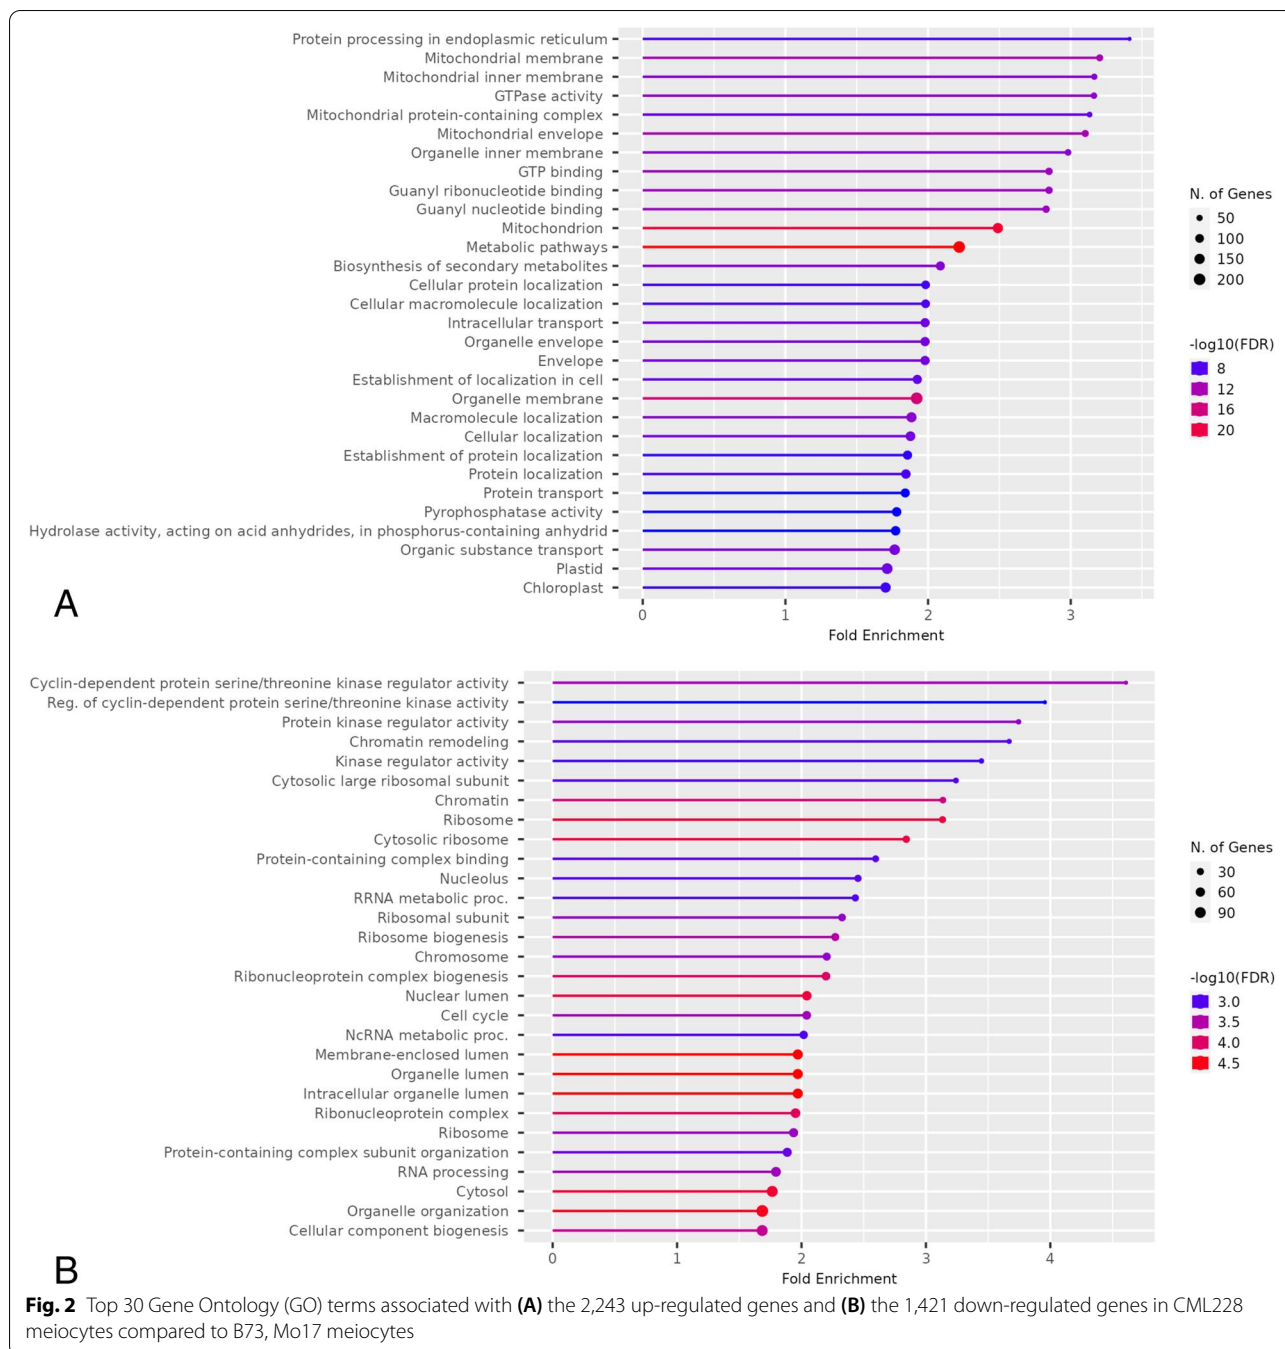 Protein processing in endoplasmic reticulum
Mitochondrial membrane
Mitochondrial inner membrane
GTPase activity
Mitochondrial protein-containing complex
Mitochondrial envelope
Organelle inner membrane
GTP binding
Guanyl ribonucleotide binding
Guanyl nucleotide binding
Mitochondrion
Metabolic pathways
Biosynthesis of secondary metabolites
Cellular protein localization
Cellular macromolecule localization
Intracellular transport
Organelle envelope
Envelope
Establishment of localization in cell
Organelle membrane
Macromolecule localization
Cellular localization
Establishment of protein localization
Protein localization
Protein transport
Pyrophosphatase activity
Hydrolase activity, acting on acid anhydrides, in phosphorus-containing anhydrid
Organic substance transport
Plastid
Chloroplast
0 1 2 3
Fold Enrichment
N. of Genes
50
100
150
200
-log10(FDR)
8
12
16
20
A
Cyclin-dependent protein serine/threonine kinase regulator activity
Reg. of cyclin-dependent protein serine/threonine kinase activity
Protein kinase regulator activity
Chromatin remodeling
Kinase regulator activity
Cytosolic large ribosomal subunit
Chromatin
Ribosome
Cytosolic ribosome
Protein-containing complex binding
Nucleolus
RRNA metabolic proc.
Ribosomal subunit
Ribosome biogenesis
Chromosome
Ribonucleoprotein complex biogenesis
Nuclear lumen
Cell cycle
NcRNA metabolic proc.
Membrane-enclosed lumen
Organelle lumen
Intracellular organelle lumen
Ribonucleoprotein complex
Ribosome
Protein-containing complex subunit organization
RNA processing
Cytosol
Organelle organization
Cellular component biogenesis
0 1 2 3 4
Fold Enrichment
N. of Genes
30
60
90
-log10(FDR)
3.0
3.5
4.0
4.5
B
Fig. 2 Top 30 Gene Ontology (GO) terms associated with (A) the 2,243 up-regulated genes and (B) the 1,421 down-regulated genes in CML228
meiocytes compared to B73, Mo17 meiocytes